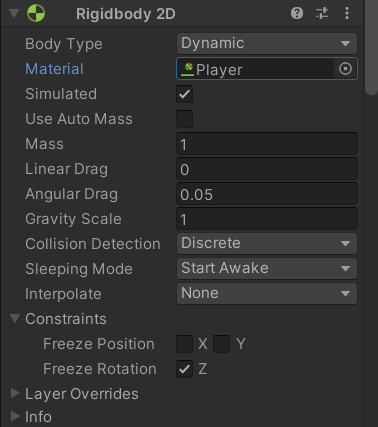 Rigidbody 2D
Body Type Dynamic
Material Player
Simulated
Use Auto Mass
Mass 1
Linear Drag 0
Angular Drag 0.05
Gravity Scale 1
Collision Detection Discrete
Sleeping Mode Start Awake
Interpolate None
Constraints
Freeze Position X Y
Freeze Rotation Z
Layer Overrides
Info